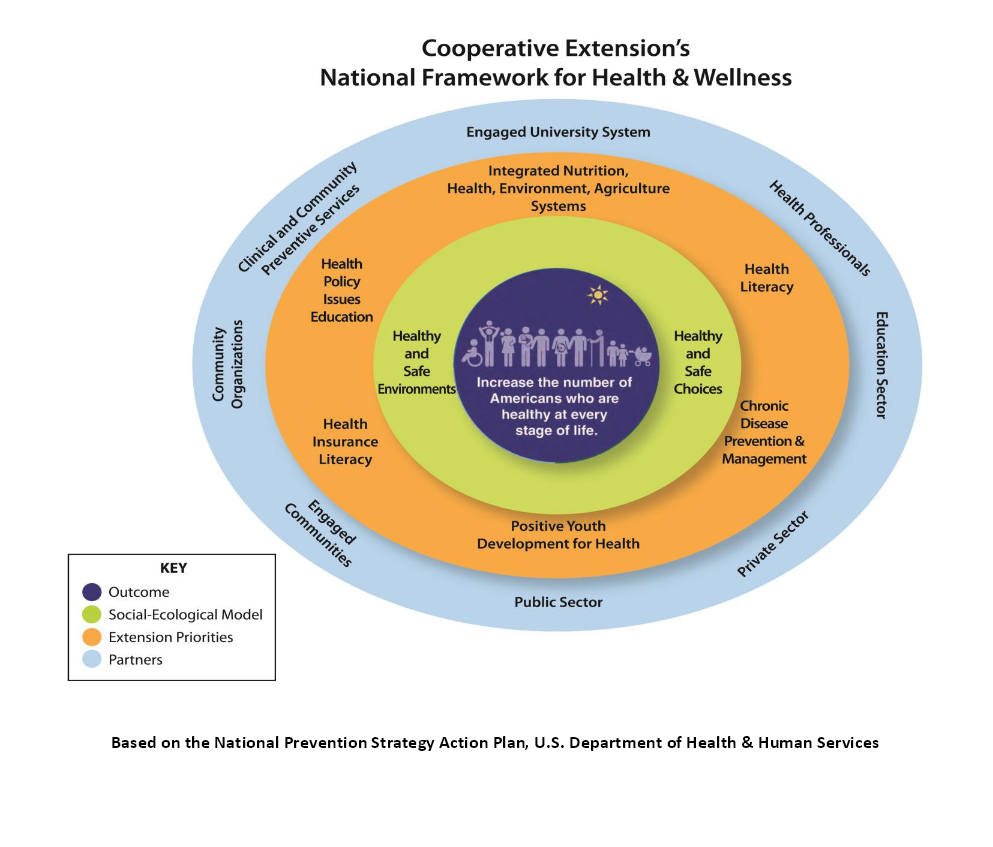 Cooperative Extension’s
National Framework for Health & Wellness
Engaged University System
Clinical and Community
Preventive Services
Health Professionals
Community
Organizations
Education Sector
Engaged
Communities
Private Sector
Public Sector
Integrated Nutrition,
Health, Environment, Agriculture
Systems
Health
Policy
Issues
Education
Health
Literacy
Health
Insurance
Literacy
Chronic
Disease
Prevention &
Management
Positive Youth
Development for Health
Healthy
and
Safe
Environments
Healthy
and
Safe
Choices
Increase the number of
Americans who are
healthy at every
stage of life.
KEY
Outcome
Social-Ecological Model
Extension Priorities
Partners
Based on the National Prevention Strategy Action Plan, U.S. Department of Health & Human Services